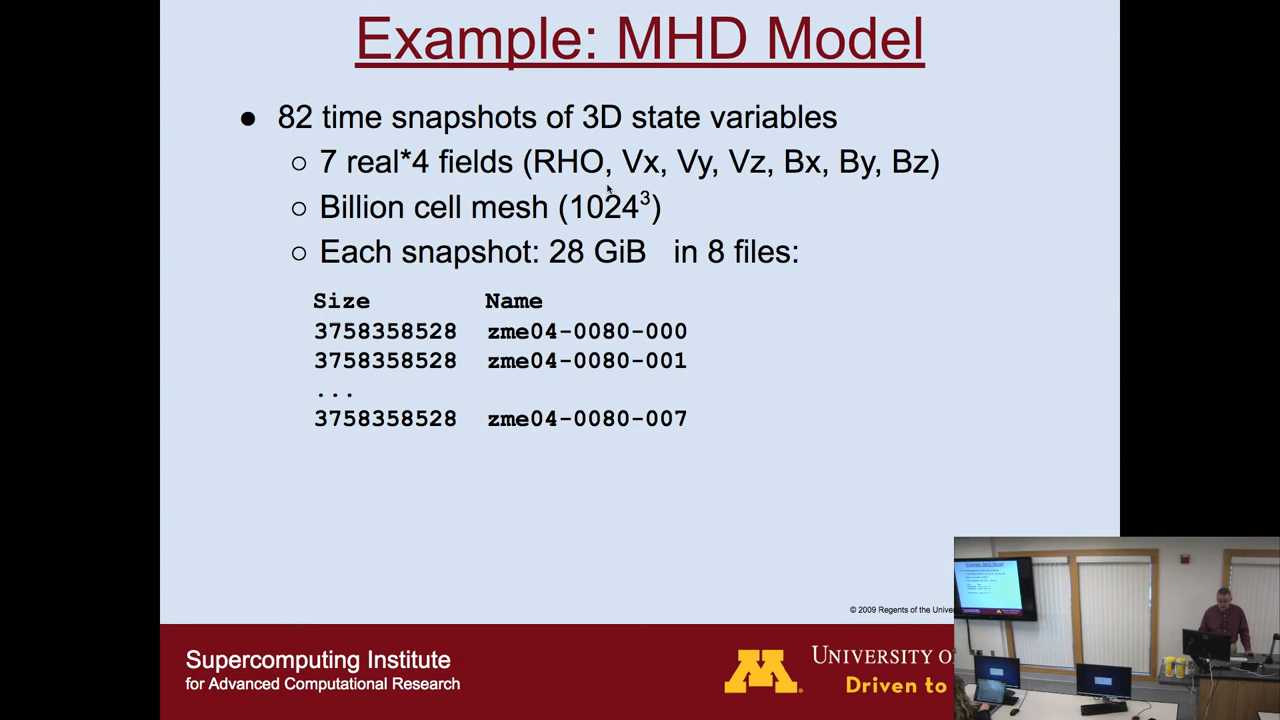 Example: MHD Model
● 82 time snapshots of 3D state variables
○ 7 real*4 fields (RHO, Vx, Vy, Vz, Bx, By, Bz)
○ Billion cell mesh (1024³)
○ Each snapshot: 28 GiB in 8 files:
Size Name
3758358528 zme04-0080-000
3758358528 zme04-0080-001
...
3758358528 zme04-0080-007
© 2009 Regents of the
Supercomputing Institute
for Advanced Computational Research
M
UNIVERSITY
Driven to
Example: MHD Model